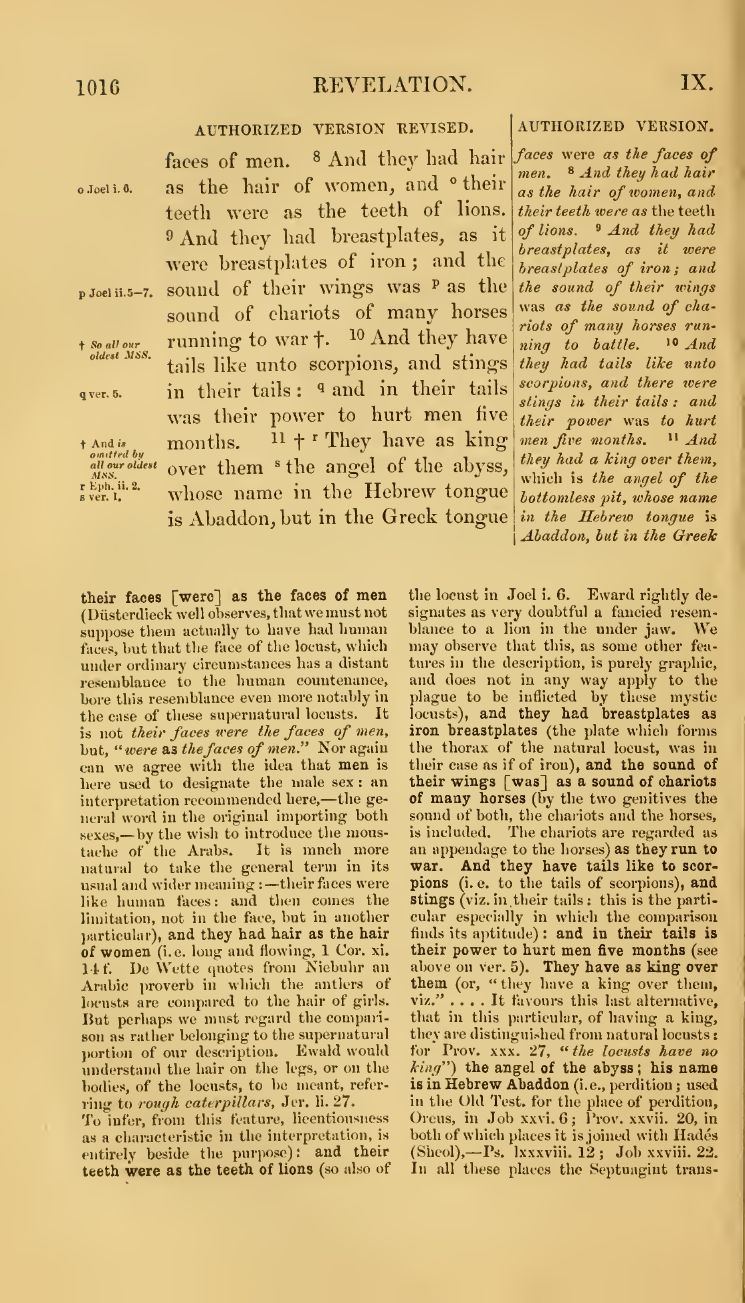 1016
REVELATION.
IX.
AUTHORIZED VERSION REVISED.
faces of men. 8 And they had hair
o Joel i. 6.
as the hair of women, and o their
teeth were as the teeth of lions.
9 And they had breastplates, as it
were breastplates of iron; and the
p Joel ii. 5-7.
sound of their wings was p as the
sound of chariots of many horses
† So all our
oldest MSS.
running to war †. 10 And they have
tails like unto scorpions, and stings
q ver. 5.
in their tails: q and in their tails
was their power to hurt men five
† And is
omitted by
all our oldest
MSS.
r Eph. ii. 2.
s ver. 1.
months. 11 † r They have as king
over them s the angel of the abyss,
whose name in the Hebrew tongue
is Abaddon, but in the Greek tongue
AUTHORIZED VERSION.
faces were as the faces of
men. 8 And they had hair
as the hair of women, and
their teeth were as the teeth
of lions. 9 And they had
breastplates, as it were
breastplates of iron; and
the sound of their wings
was as the sound of cha-
riots of many horses run-
ning to battle. 10 And
they had tails like unto
scorpions, and there were
stings in their tails: and
their power was to hurt
men five months. 11 And
they had a king over them,
which is the angel of the
bottomless pit, whose name
in the Hebrew tongue is
Abaddon, but in the Greek
their faces [were] as the faces of men
(Düsterdieck well observes, that we must not
suppose them actually to have had human
faces, but that the face of the locust, which
under ordinary circumstances has a distant
resemblance to the human countenance,
bore this resemblance even more notably in
the case of these supernatural locusts. It
is not their faces were the faces of men,
but, "were as the faces of men." Nor again
can we agree with the idea that men is
here used to designate the male sex: an
interpretation recommended here,—the ge-
neral word in the original importing both
sexes,—by the wish to introduce the mous-
tache of the Arabs. It is much more
natural to take the general term in its
usual and wider meaning:—their faces were
like human faces: and then comes the
limitation, not in the face, but in another
particular), and they had hair as the hair
of women (i. e. long and flowing, 1 Cor. xi.
14 f. De Wette quotes from Niebuhr an
Arabic proverb in which the antlers of
locusts are compared to the hair of girls.
But perhaps we must regard the compari-
son as rather belonging to the supernatural
portion of our description. Ewald would
understand the hair on the legs, or on the
bodies, of the locusts, to be meant, refer-
ring to rough caterpillars, Jer. li. 27.
To infer, from this feature, licentiousness
as a characteristic in the interpretation, is
entirely beside the purpose): and their
teeth were as the teeth of lions (so also of
the locust in Joel i. 6. Eward rightly de-
signates as very doubtful a fancied resem-
blance to a lion in the under jaw. We
may observe that this, as some other fea-
tures in the description, is purely graphic,
and does not in any way apply to the
plague to be inflicted by these mystic
locusts), and they had breastplates as
iron breastplates (the plate which forms
the thorax of the natural locust, was in
their case as if of iron), and the sound of
their wings [was] as a sound of chariots
of many horses (by the two genitives the
sound of both, the chariots and the horses,
is included. The chariots are regarded as
an appendage to the horses) as they run to
war. And they have tails like to scor-
pions (i. e. to the tails of scorpions), and
stings (viz. in their tails: this is the parti-
cular especially in which the comparison
finds its aptitude): and in their tails is
their power to hurt men five months (see
above on ver. 5). They have as king over
them (or, "they have a king over them,
viz." .... It favours this last alternative,
that in this particular, of having a king,
they are distinguished from natural locusts:
for Prov. xxx. 27, "the locusts have no
king") the angel of the abyss; his name
is in Hebrew Abaddon (i.e., perdition; used
in the Old Test. for the place of perdition,
Orcus, in Job xxvi. 6; Prov. xxvii. 20, in
both of which places it is joined with Hadés
(Sheol),—Ps. lxxxviii. 12; Job xxviii. 22.
In all these places the Septuagint trans-